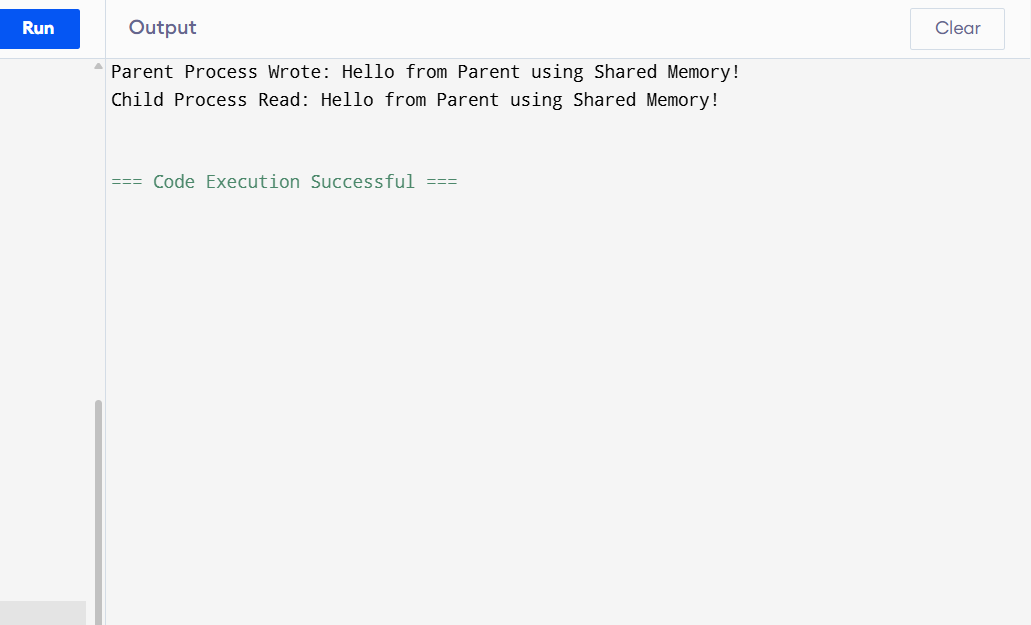 Run
Output
Clear
Parent Process Wrote: Hello from Parent using Shared Memory!
Child Process Read: Hello from Parent using Shared Memory!
=== Code Execution Successful ===